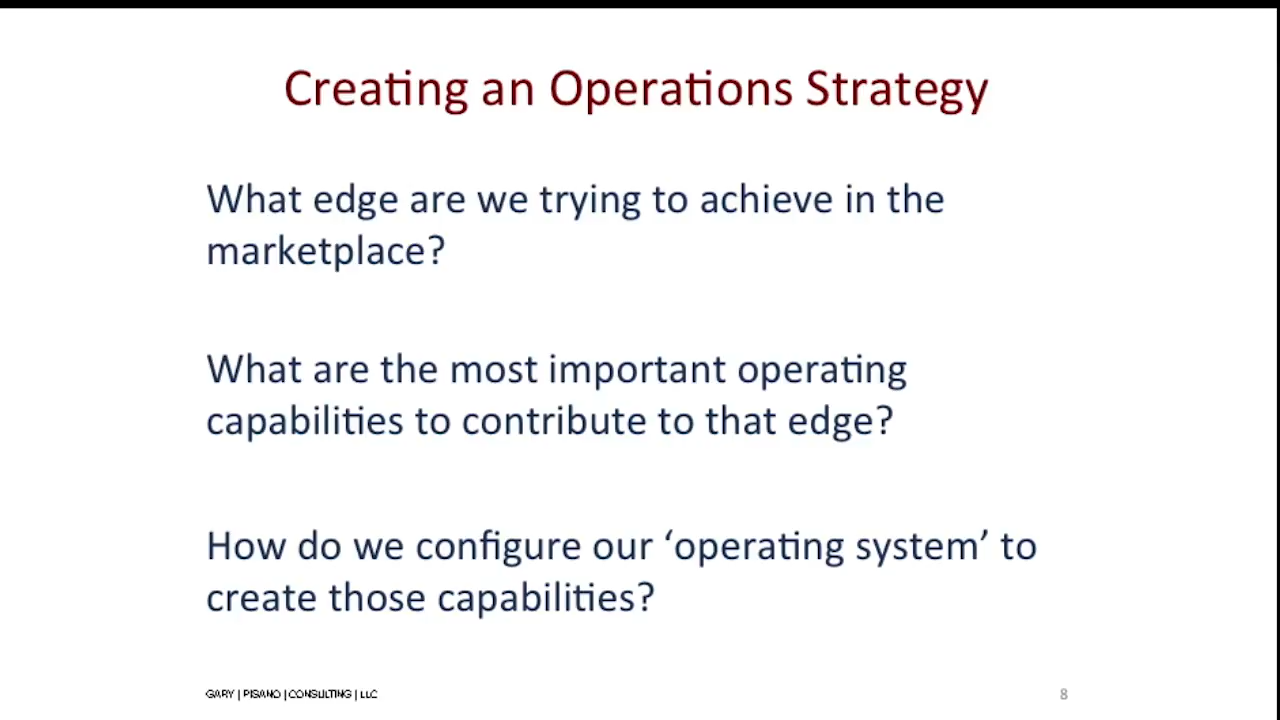 Creating an Operations Strategy
What edge are we trying to achieve in the
marketplace?
What are the most important operating
capabilities to contribute to that edge?
How do we configure our ‘operating system’ to
create those capabilities?
GARY | PISANO | CONSULTING | LLC
8